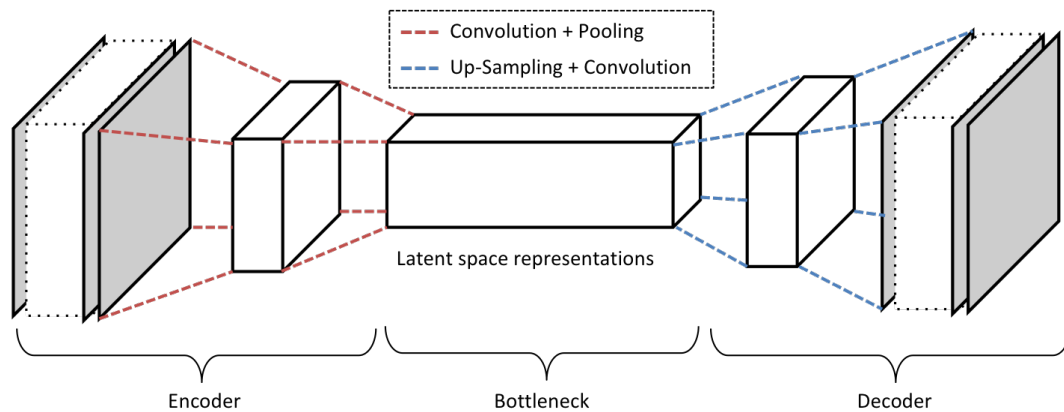 Convolution + Pooling
Up-Sampling + Convolution
Latent space representations
Encoder
Bottleneck
Decoder